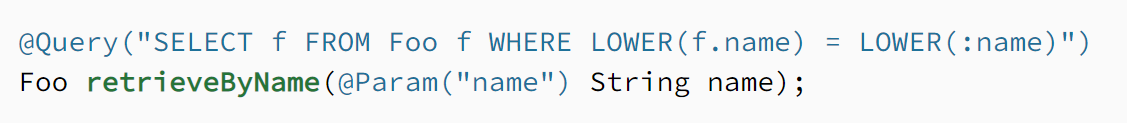 @Query("SELECT f FROM Foo f WHERE LOWER(f.name) = LOWER(:name)")
Foo retrieveByName(@Param("name") String name);